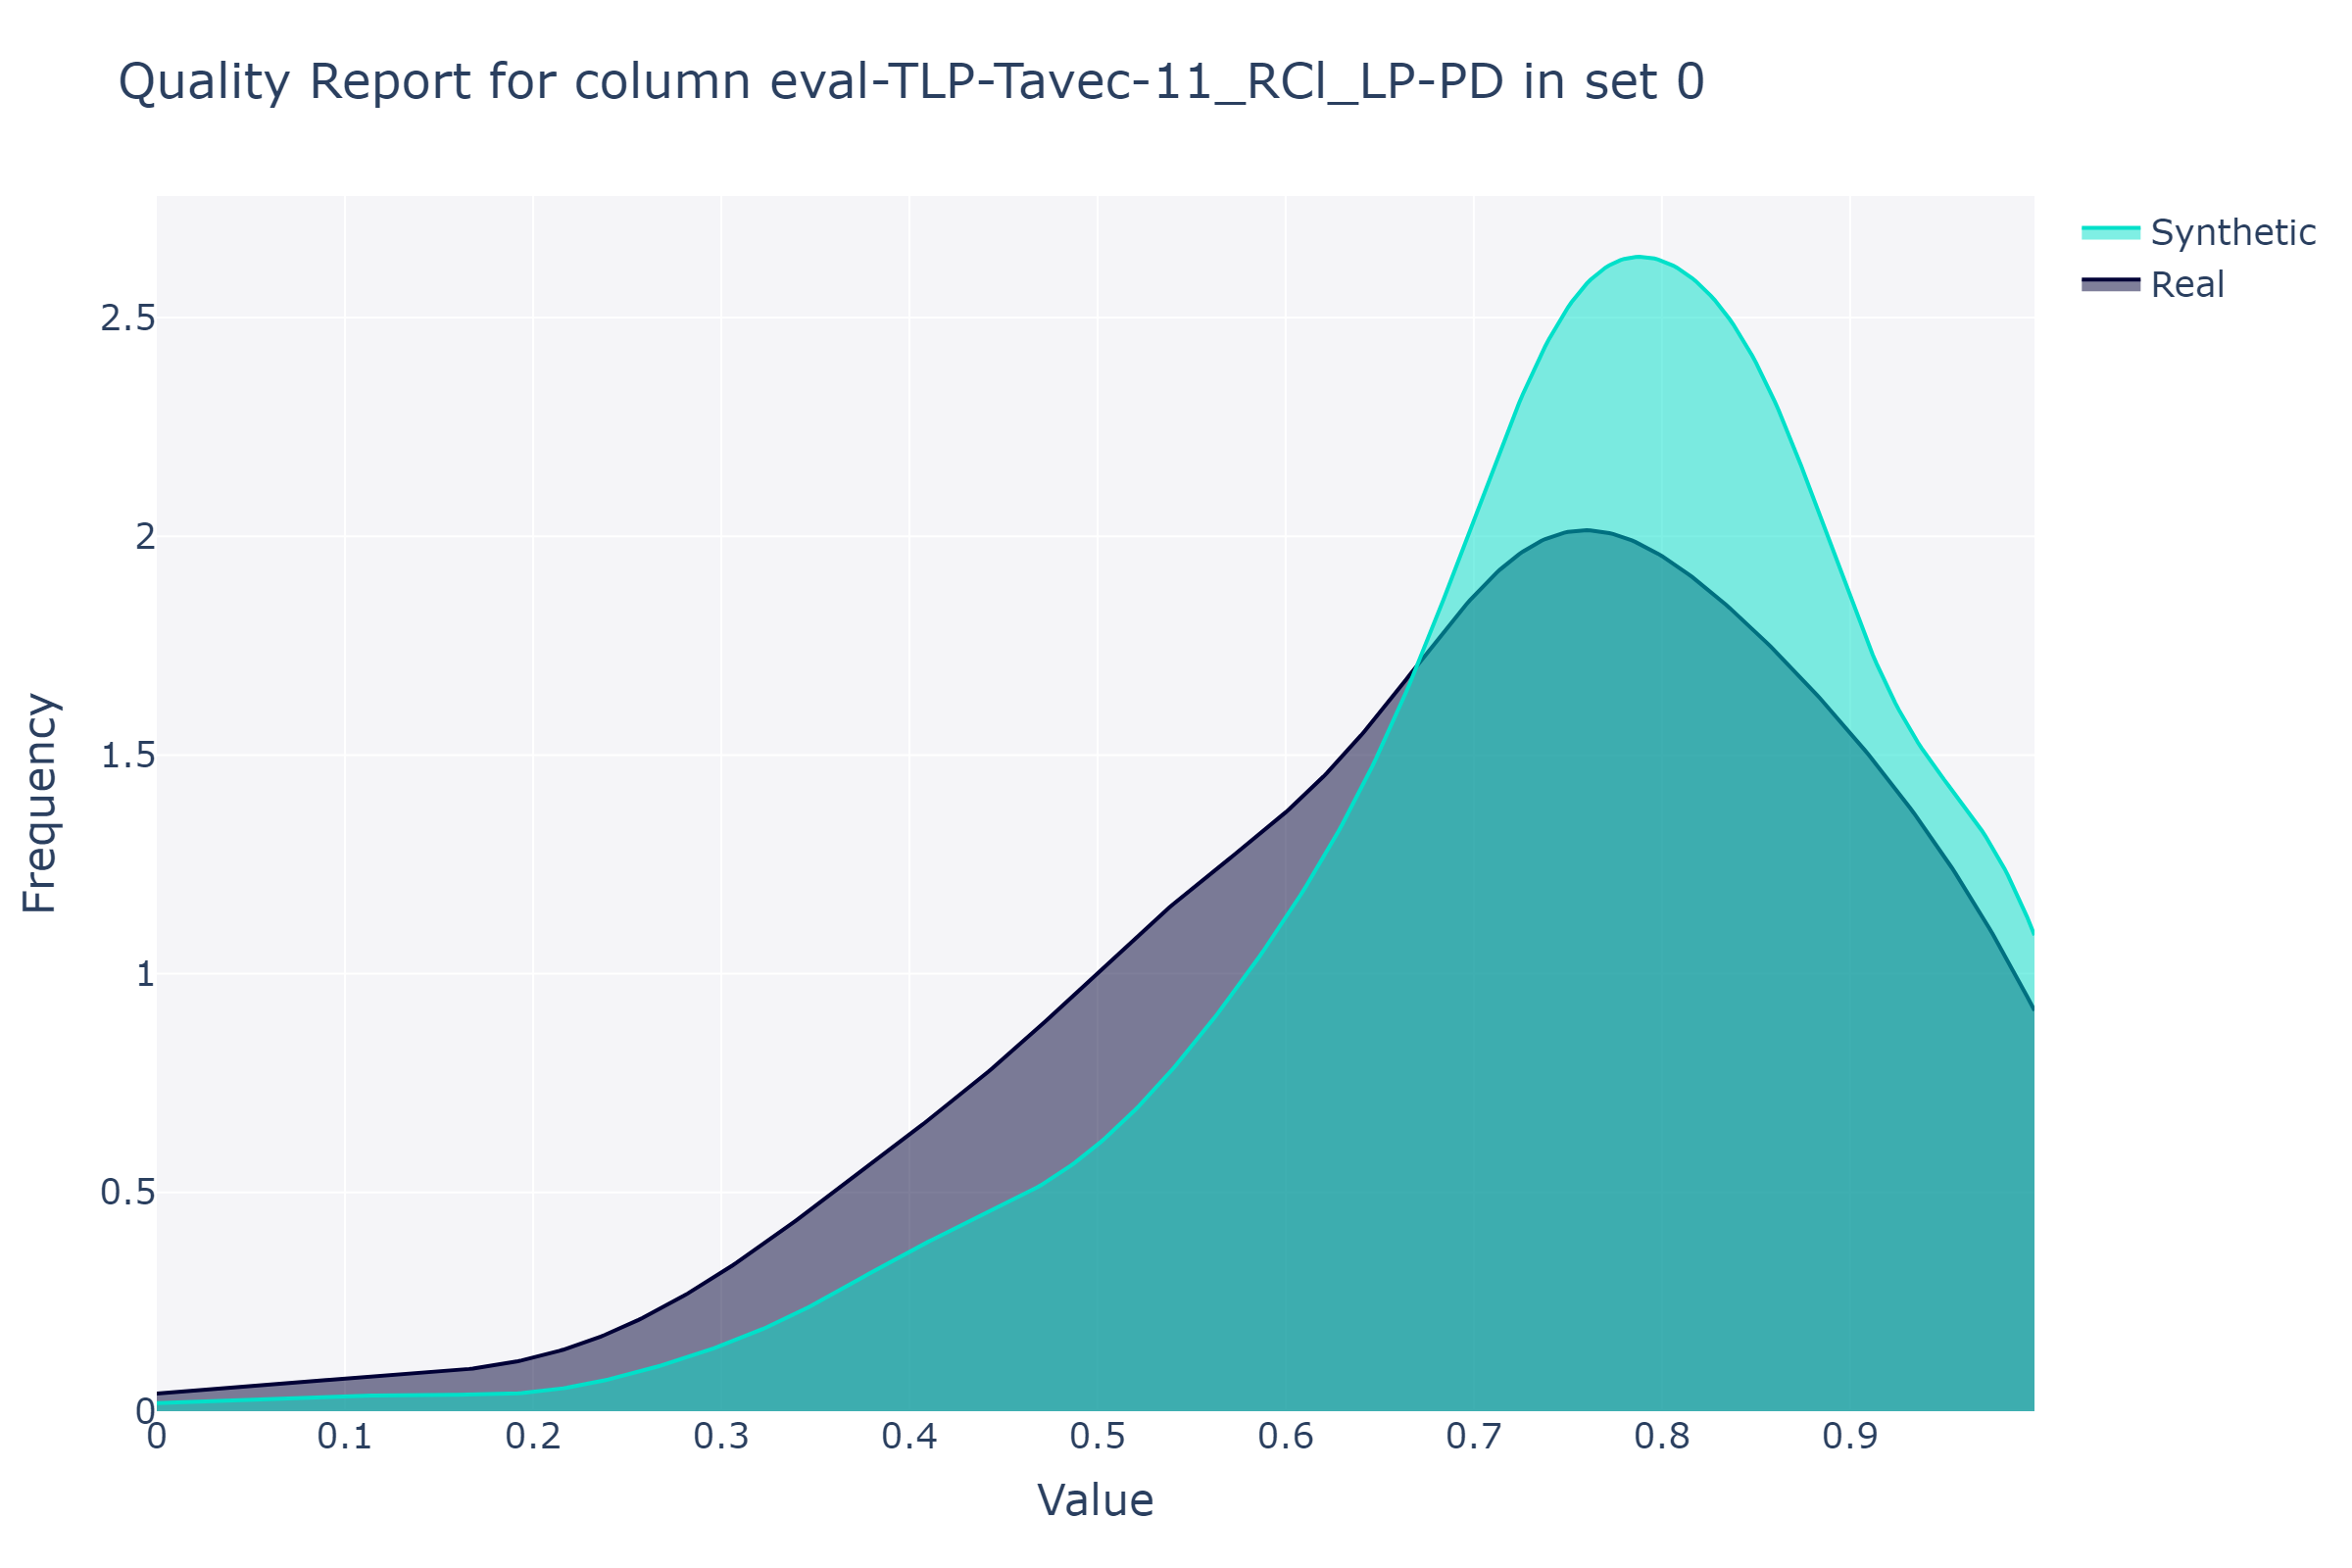 Quality Report for column eval-TLP-Tavec-11_RCl_LP-PD in set 0
Synthetic
Real
2.5
2
1.5
1
0.5
0
Frequency
0 0.1 0.2 0.3 0.4 0.5 0.6 0.7 0.8 0.9
Value